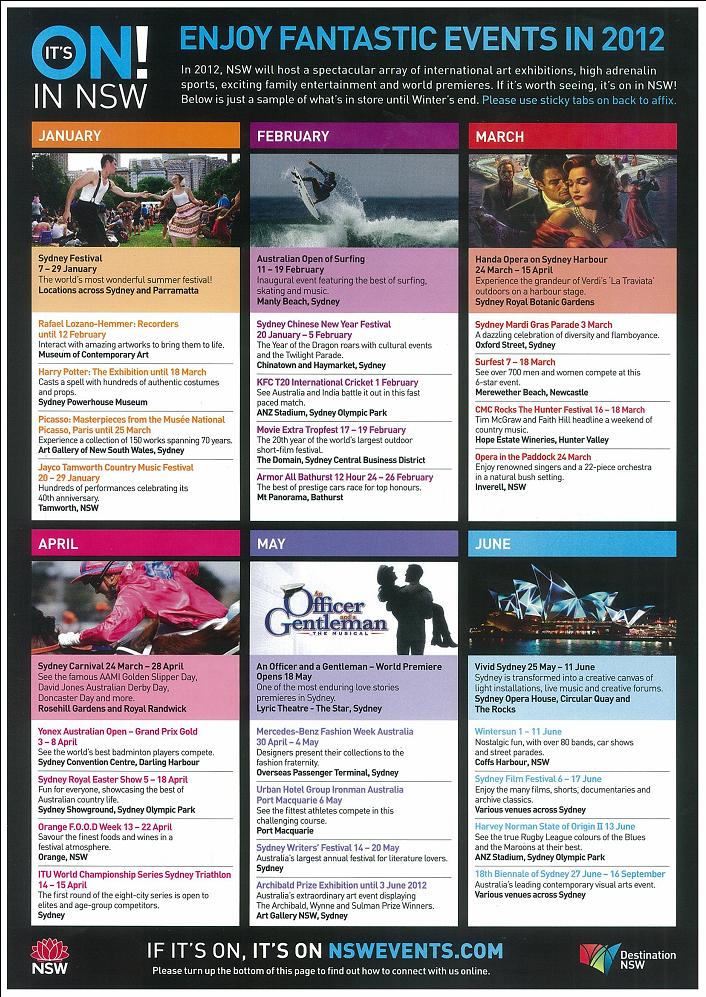 IT'S
ON!
IN NSW
ENJOY FANTASTIC EVENTS IN 2012
In 2012, NSW will host a spectacular array of international art exhibitions, high adrenalin
sports, exciting family entertainment and world premieres. If it's worth seeing, it's on in NSW!
Below is just a sample of what's in store until Winter's end. Please use sticky tabs on back to affix.
JANUARY
Sydney Festival
7 – 29 January
The world's most wonderful summer festival!
Locations across Sydney and Parramatta
Rafael Lozano-Hemmer: Recorders
until 12 February
Interact with amazing artworks to bring them to life.
Museum of Contemporary Art
Harry Potter: The Exhibition until 18 March
Casts a spell with hundreds of authentic costumes
and props.
Sydney Powerhouse Museum
Picasso: Masterpieces from the Musée National
Picasso, Paris until 25 March
Experience a collection of 150 works spanning 70 years.
Art Gallery of New South Wales, Sydney
Jayco Tamworth Country Music Festival
20 – 29 January
Hundreds of performances celebrating its
40th anniversary.
Tamworth, NSW
FEBRUARY
Australian Open of Surfing
11 – 19 February
Inaugural event featuring the best of surfing,
skating and music.
Manly Beach, Sydney
Sydney Chinese New Year Festival
20 January – 5 February
The Year of the Dragon roars with cultural events
and the Twilight Parade.
Chinatown and Haymarket, Sydney
KFC T20 International Cricket 1 February
See Australia and India battle it out in this fast
paced match.
ANZ Stadium, Sydney Olympic Park
Movie Extra Tropfest 17 – 19 February
The 20th year of the world's largest outdoor
short-film festival.
The Domain, Sydney Central Business District
Armor All Bathurst 12 Hour 24 – 26 February
The best of prestige cars race for top honours.
Mt Panorama, Bathurst
MARCH
Handa Opera on Sydney Harbour
24 March – 15 April
Experience the grandeur of Verdi's 'La Traviata'
outdoors on a harbour stage.
Sydney Royal Botanic Gardens
Sydney Mardi Gras Parade 3 March
A dazzling celebration of diversity and flamboyance.
Oxford Street, Sydney
Surfest 7 – 18 March
See over 700 men and women compete at this
6-star event.
Merewether Beach, Newcastle
CMC Rocks The Hunter Festival 16 – 18 March
Tim McGraw and Faith Hill headline a weekend of
country music.
Hope Estate Wineries, Hunter Valley
Opera in the Paddock 24 March
Enjoy renowned singers and a 22-piece orchestra
in a natural bush setting.
Inverell, NSW
APRIL
Sydney Carnival 24 March – 28 April
See the famous AAMI Golden Slipper Day,
David Jones Australian Derby Day,
Doncaster Day and more.
Rosehill Gardens and Royal Randwick
Yonex Australian Open – Grand Prix Gold
3 – 8 April
See the world's best badminton players compete.
Sydney Convention Centre, Darling Harbour
Sydney Royal Easter Show 5 – 18 April
Fun for everyone, showcasing the best of
Australian country life.
Sydney Showground, Sydney Olympic Park
Orange F.O.O.D Week 13 – 22 April
Savour the finest foods and wines in a
festival atmosphere.
Orange, NSW
ITU World Championship Series Sydney Triathlon
14 – 15 April
The first round of the eight-city series is open to
elites and age-group competitors.
Sydney
MAY
An
Officer
and a
Gentleman
THE MUSICAL
An Officer and a Gentleman – World Premiere
Opens 18 May
One of the most enduring love stories
premieres in Sydney.
Lyric Theatre - The Star, Sydney
Mercedes-Benz Fashion Week Australia
30 April – 4 May
Designers present their collections to the
fashion fraternity.
Overseas Passenger Terminal, Sydney
Urban Hotel Group Ironman Australia
Port Macquarie 6 May
See the fittest athletes compete in this
challenging course.
Port Macquarie
Sydney Writers' Festival 14 – 20 May
Australia's largest annual festival for literature lovers.
Sydney
Archibald Prize Exhibition until 3 June 2012
Australia's extraordinary art event displaying
The Archibald, Wynne and Sulman Prize Winners.
Art Gallery NSW, Sydney
JUNE
Vivid Sydney 25 May – 11 June
Sydney is transformed into a creative canvas of
light installations, live music and creative forums.
Sydney Opera House, Circular Quay and
The Rocks
Wintersun 1 – 11 June
Nostalgic fun, with over 80 bands, car shows
and street parades.
Coffs Harbour, NSW
Sydney Film Festival 6 – 17 June
Enjoy the many films, shorts, documentaries and
archive classics.
Various venues across Sydney
Harvey Norman State of Origin II 13 June
See the true Rugby League colours of the Blues
and the Maroons at their best.
ANZ Stadium, Sydney Olympic Park
18th Biennale of Sydney 27 June – 16 September
Australia's leading contemporary visual arts event.
Various venues across Sydney
NSW
IF IT'S ON, IT'S ON NSWEVENTS.COM
Please turn up the bottom of this page to find out how to connect with us online.
Destination
NSW